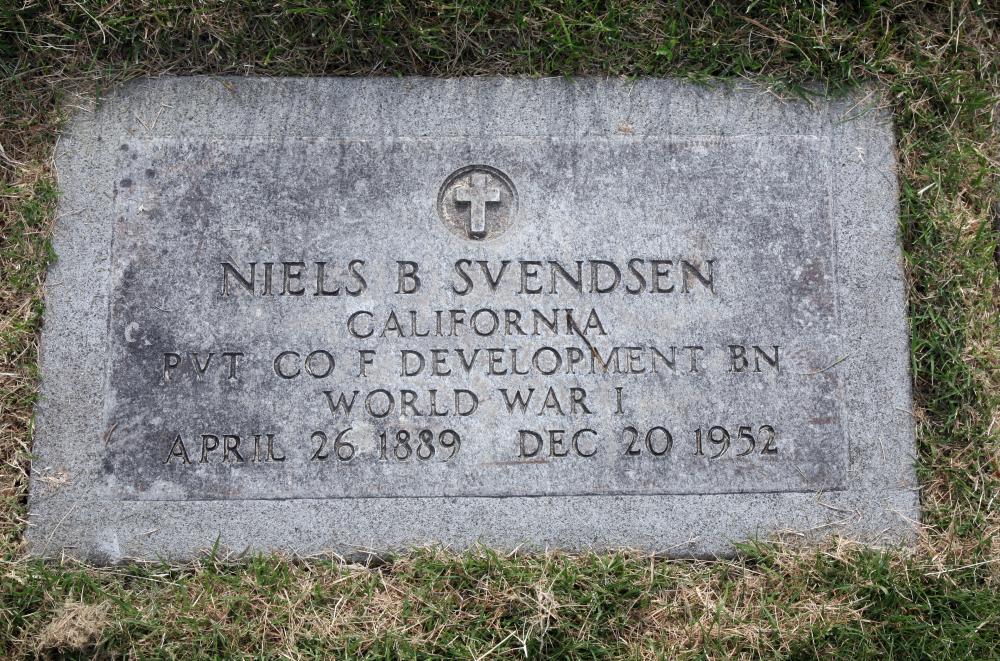 NIELS B SVENDSEN
CALIFORNIA
PVT CO F DEVELOPMENT BN
WORLD WAR I
APRIL 26 1889 DEC 20 1952